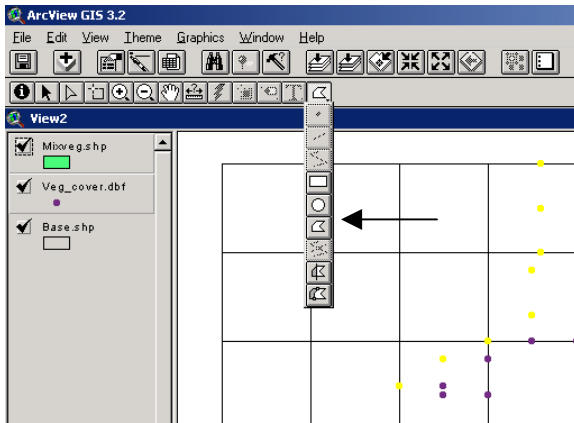 ArcView GIS 3.2
File Edit View Theme Graphics Window Help
T
View2
Mixveg.shp
Veg_cover.dbf
Base.shp